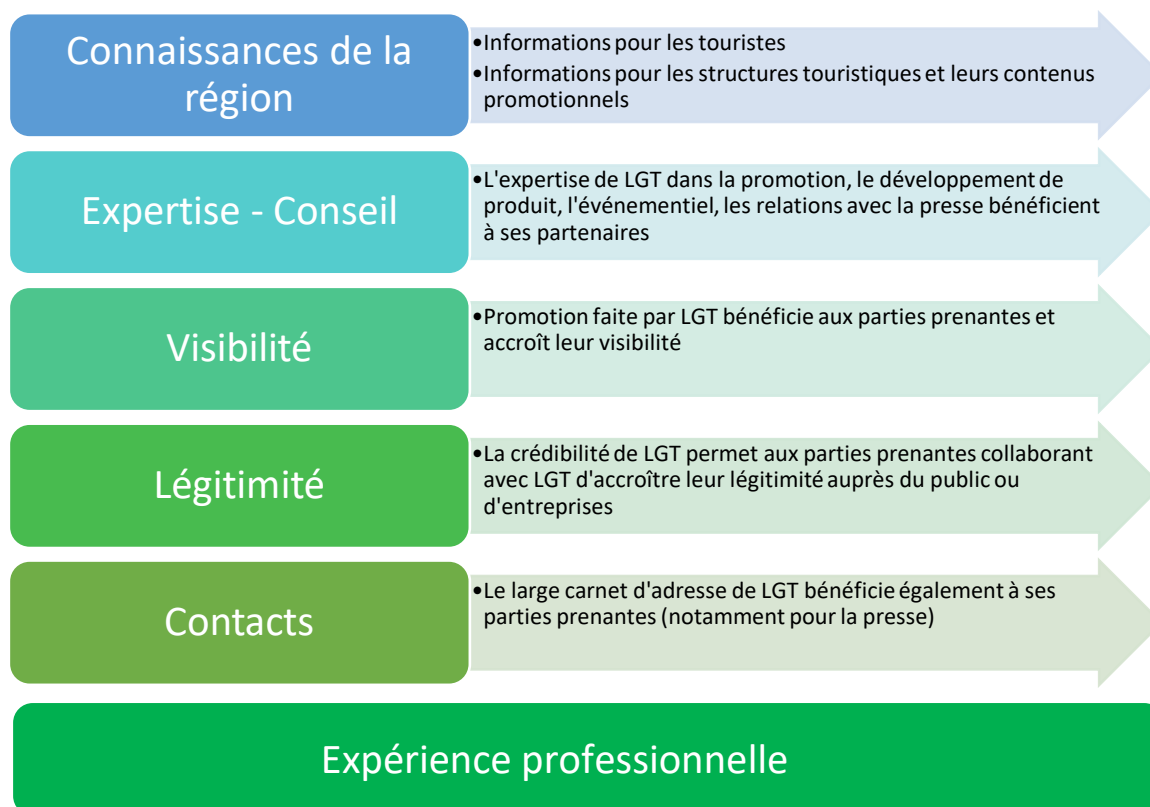 Connaissances de la
région
•Informations pour les touristes
•Informations pour les structures touristiques et leurs contenus
promotionnels
Expertise - Conseil
•L'expertise de LGT dans la promotion, le développement de
produit, l'événementiel, les relations avec la presse bénéficient
à ses partenaires
Visibilité
•Promotion faite par LGT bénéficie aux parties prenantes et
accroît leur visibilité
Légitimité
•La crédibilité de LGT permet aux parties prenantes collaborant
avec LGT d'accroître leur légitimité auprès du public ou
d'entreprises
Contacts
•Le large carnet d'adresse de LGT bénéficie également à ses
parties prenantes (notamment pour la presse)
Expérience professionnelle